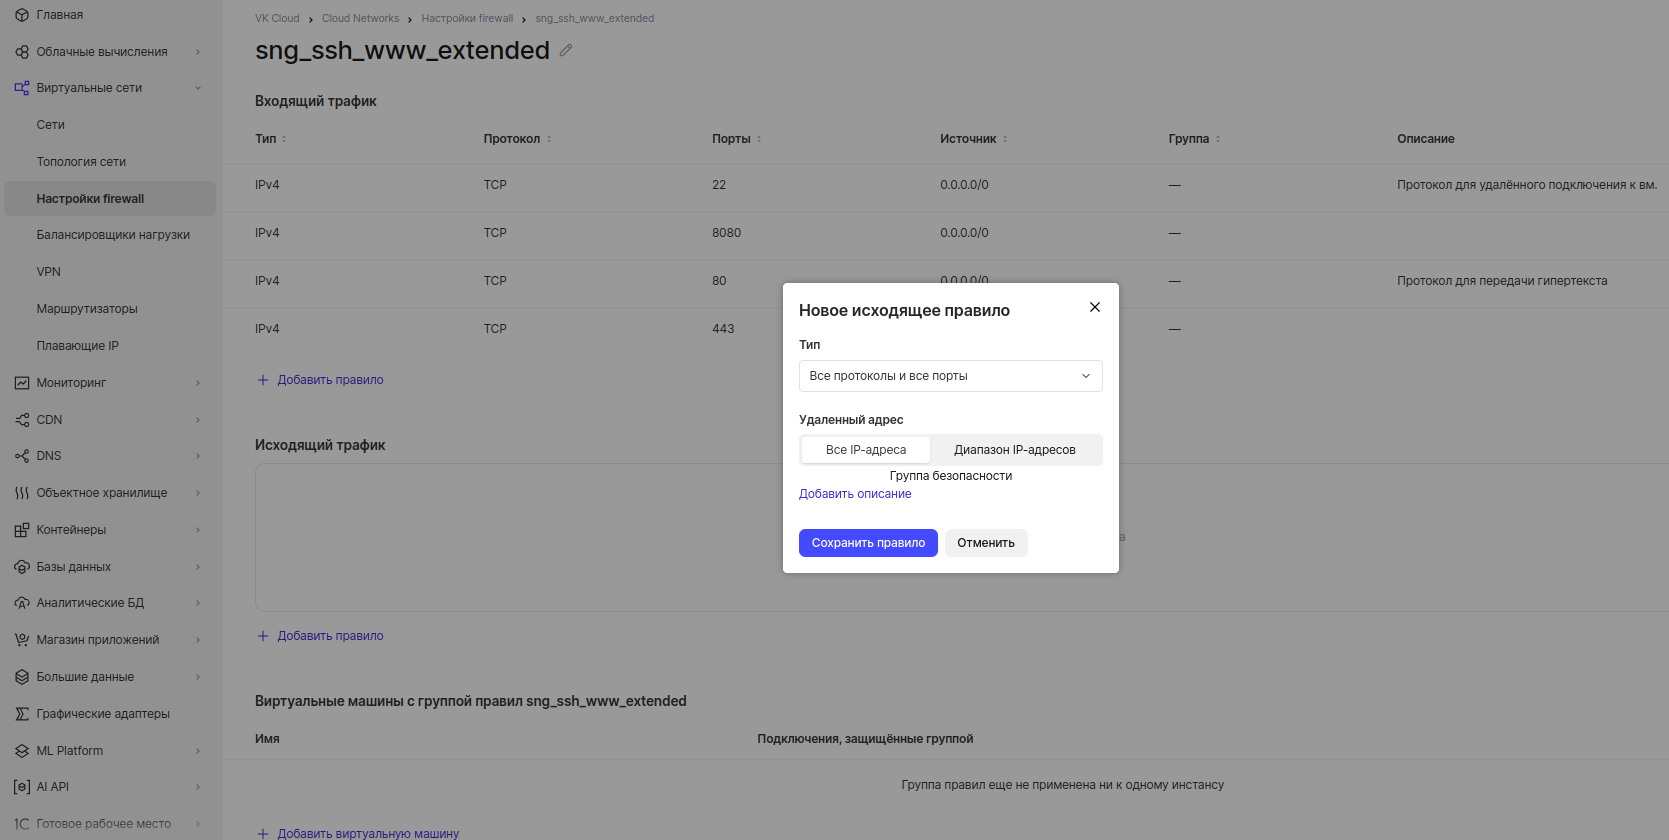 Главная
Облачные вычисления
Виртуальные сети
Сети
Топология сети
Настройки firewall
Балансировщики нагрузки
VPN
Маршрутизаторы
Плавающие IP
Мониторинг
CDN
DNS
Объектное хранилище
Контейнеры
Базы данных
Аналитические БД
Магазин приложений
Большие данные
Графические адаптеры
ML Platform
AI API
Готовое рабочее место
VK Cloud › Cloud Networks › Настройки firewall › sng_ssh_www_extended
sng_ssh_www_extended
Входящий трафик
Тип Протокол Порты Источник Группа Описание
IPv4 TCP 22 0.0.0.0/0 — Протокол для удалённого подключения к вм.
IPv4 TCP 8080 0.0.0.0/0 —
IPv4 TCP 80 0.0.0.0/0 — Протокол для передачи гипертекста
IPv4 TCP 443 —
Добавить правило
Исходящий трафик
Добавить правило
Виртуальные машины с группой правил sng_ssh_www_extended
Имя Подключения, защищённые группой
Группа правил еще не применена ни к одному инстансу
Добавить виртуальную машину
Новое исходящее правило
Тип
Все протоколы и все порты
Удаленный адрес
Все IP-адреса Диапазон IP-адресов
Группа безопасности
Добавить описание
Сохранить правило Отменить